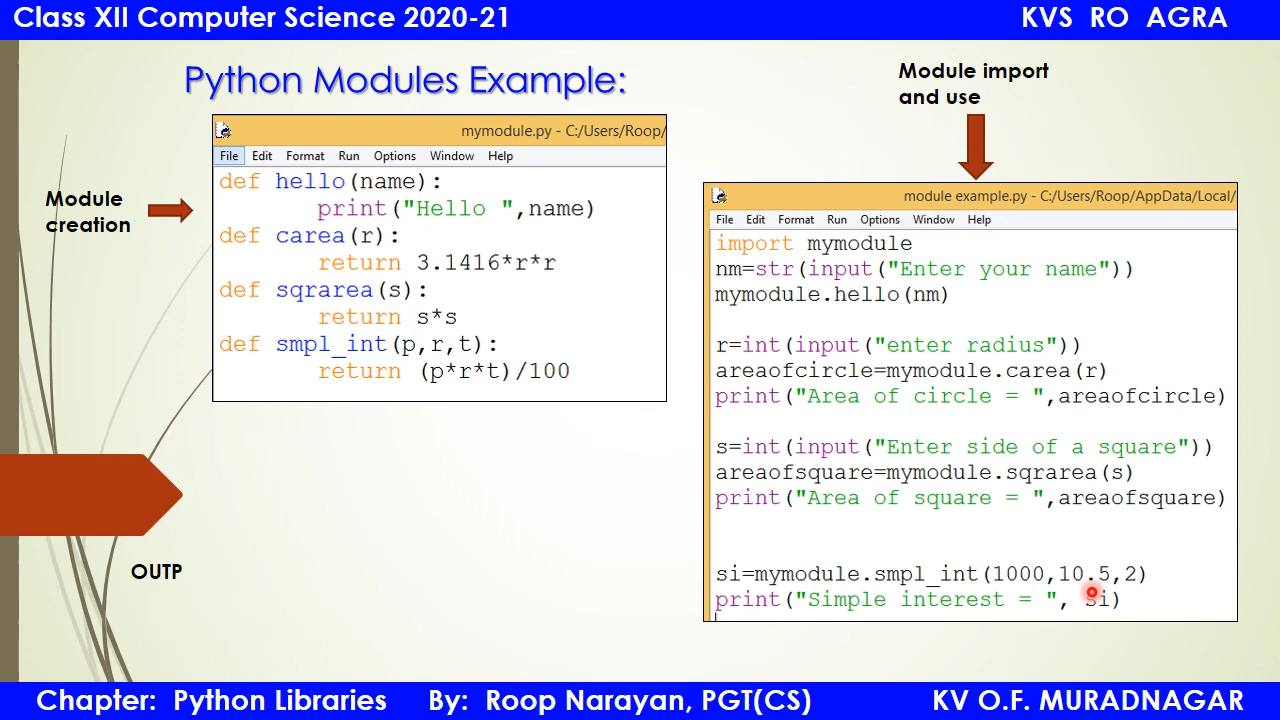 Class XII Computer Science 2020-21
KVS RO AGRA
Python Modules Example:
Module import
and use
Module
creation
mymodule.py - C:/Users/Roop/
File Edit Format Run Options Window Help
def hello(name):
print("Hello ",name)
def carea(r):
return 3.1416*r*r
def sqrarea(s):
return s*s
def smpl_int(p,r,t):
return (p*r*t)/100
module example.py - C:/Users/Roop/AppData/Local/
File Edit Format Run Options Window Help
import mymodule
nm=str(input("Enter your name"))
mymodule.hello(nm)
r=int(input("enter radius"))
areaofcircle=mymodule.carea(r)
print("Area of circle = ",areaofcircle)
s=int(input("Enter side of a square"))
areaofsquare=mymodule.sqrarea(s)
print("Area of square = ",areaofsquare)
si=mymodule.smpl_int(1000,10.5,2)
print("Simple interest = ", si)
OUTP
Chapter: Python Libraries By: Roop Narayan, PGT(CS) KV O.F. MURADNAGAR